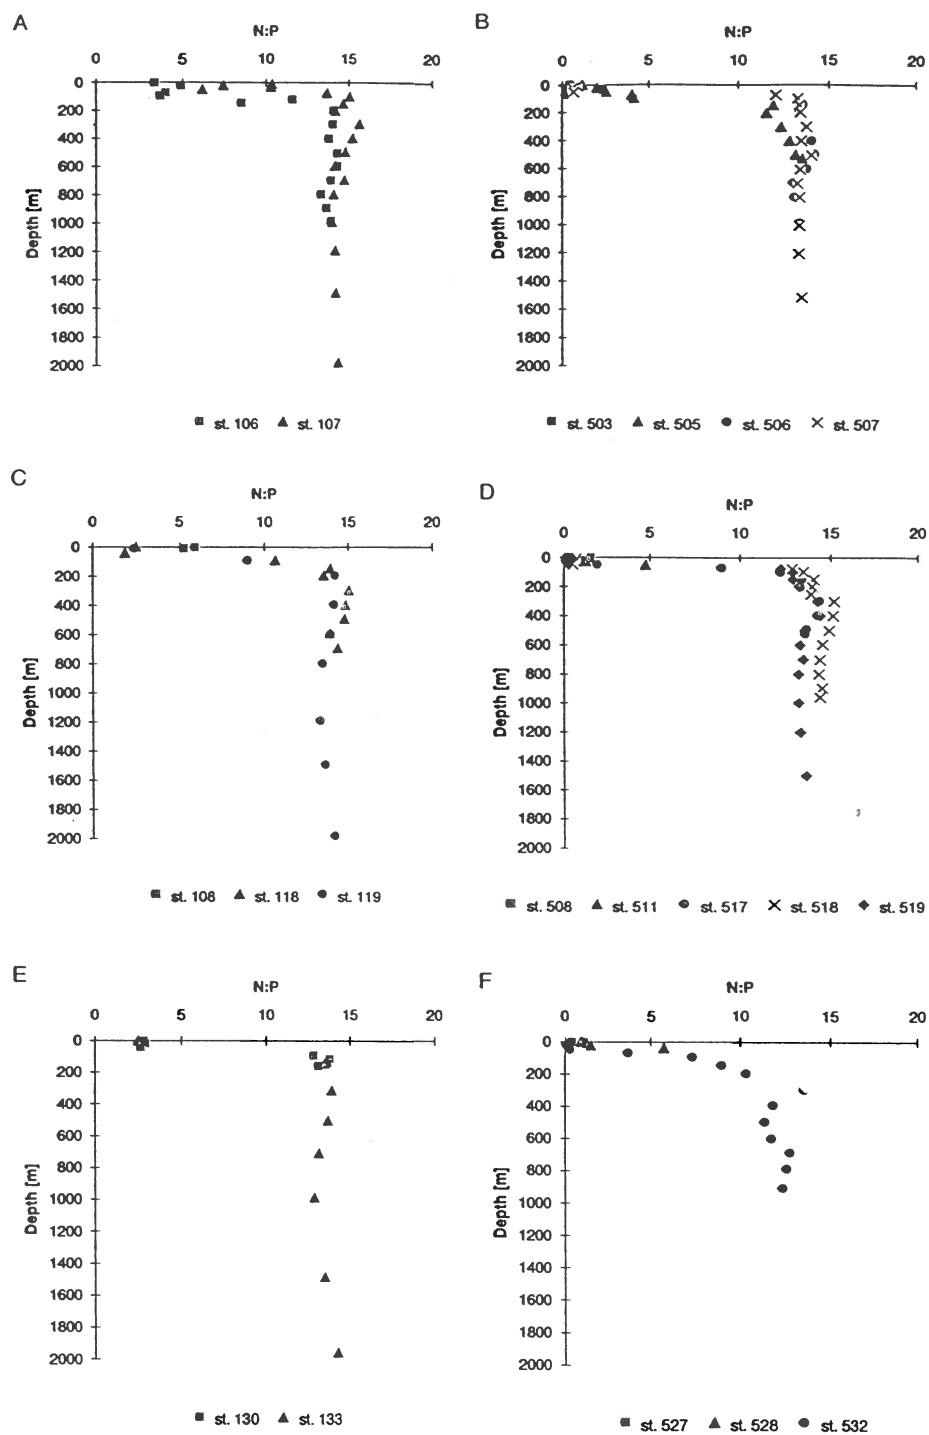 A
N:P
0 5 10 15 20
0
200
400
600
800
1000
1200
1400
1600
1800
2000
Depth [m]
st. 106 st. 107
B
N:P
0 5 10 15 20
0
200
400
600
800
1000
1200
1400
1600
1800
2000
Depth [m]
st. 503 st. 505 st. 506 st. 507
C
N:P
0 5 10 15 20
0
200
400
600
800
1000
1200
1400
1600
1800
2000
Depth [m]
st. 108 st. 118 st. 119
D
N:P
0 5 10 15 20
0
200
400
600
800
1000
1200
1400
1600
1800
2000
Depth [m]
st. 508 st. 511 st. 517 st. 518 st. 519
E
N:P
0 5 10 15 20
0
200
400
600
800
1000
1200
1400
1600
1800
2000
Depth [m]
st. 130 st. 133
F
N:P
0 5 10 15 20
0
200
400
600
800
1000
1200
1400
1600
1800
2000
Depth [m]
st. 527 st. 528 st. 532